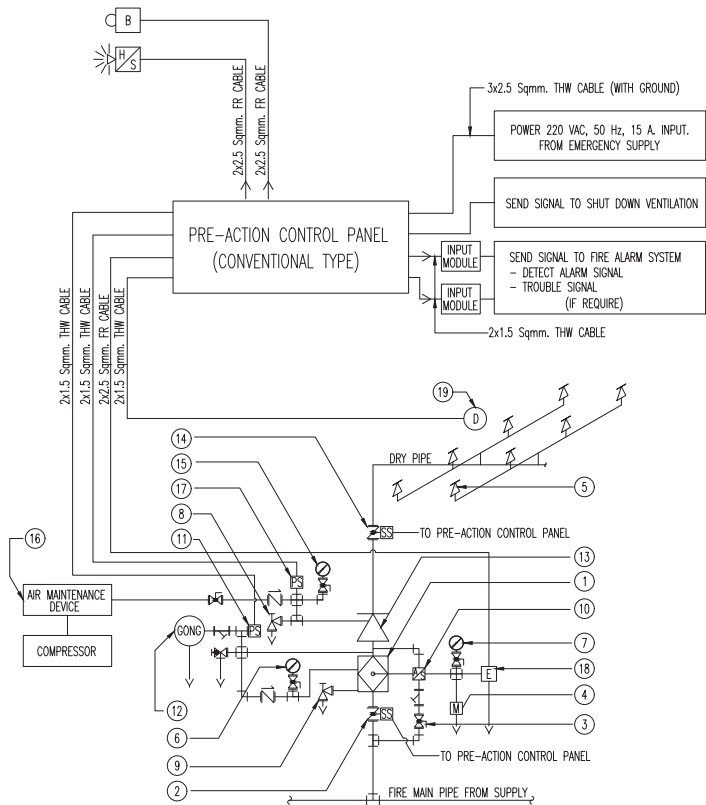 B
H
S
2x2.5 Sqmm. FR CABLE
2x2.5 Sqmm. FR CABLE
3x2.5 Sqmm. THW CABLE (WITH GROUND)
POWER 220 VAC, 50 Hz, 15 A. INPUT.
FROM EMERGENCY SUPPLY
SEND SIGNAL TO SHUT DOWN VENTILATION
PRE-ACTION CONTROL PANEL
(CONVENTIONAL TYPE)
INPUT
MODULE
INPUT
MODULE
SEND SIGNAL TO FIRE ALARM SYSTEM
- DETECT ALARM SIGNAL
- TROUBLE SIGNAL
(IF REQUIRE)
2x1.5 Sqmm. THW CABLE
2x1.5 Sqmm. THW CABLE
2x1.5 Sqmm. THW CABLE
2x2.5 Sqmm. FR CABLE
2x1.5 Sqmm. THW CABLE
19
D
14
15
17
8
11
16
DRY PIPE
5
SS
TO PRE-ACTION CONTROL PANEL
13
1
10
7
18
4
3
PS
PS
AIR MAINTENANCE
DEVICE
COMPRESSOR
GONG
A/S
E
M
SS
TO PRE-ACTION CONTROL PANEL
12
6
9
2
FIRE MAIN PIPE FROM SUPPLY